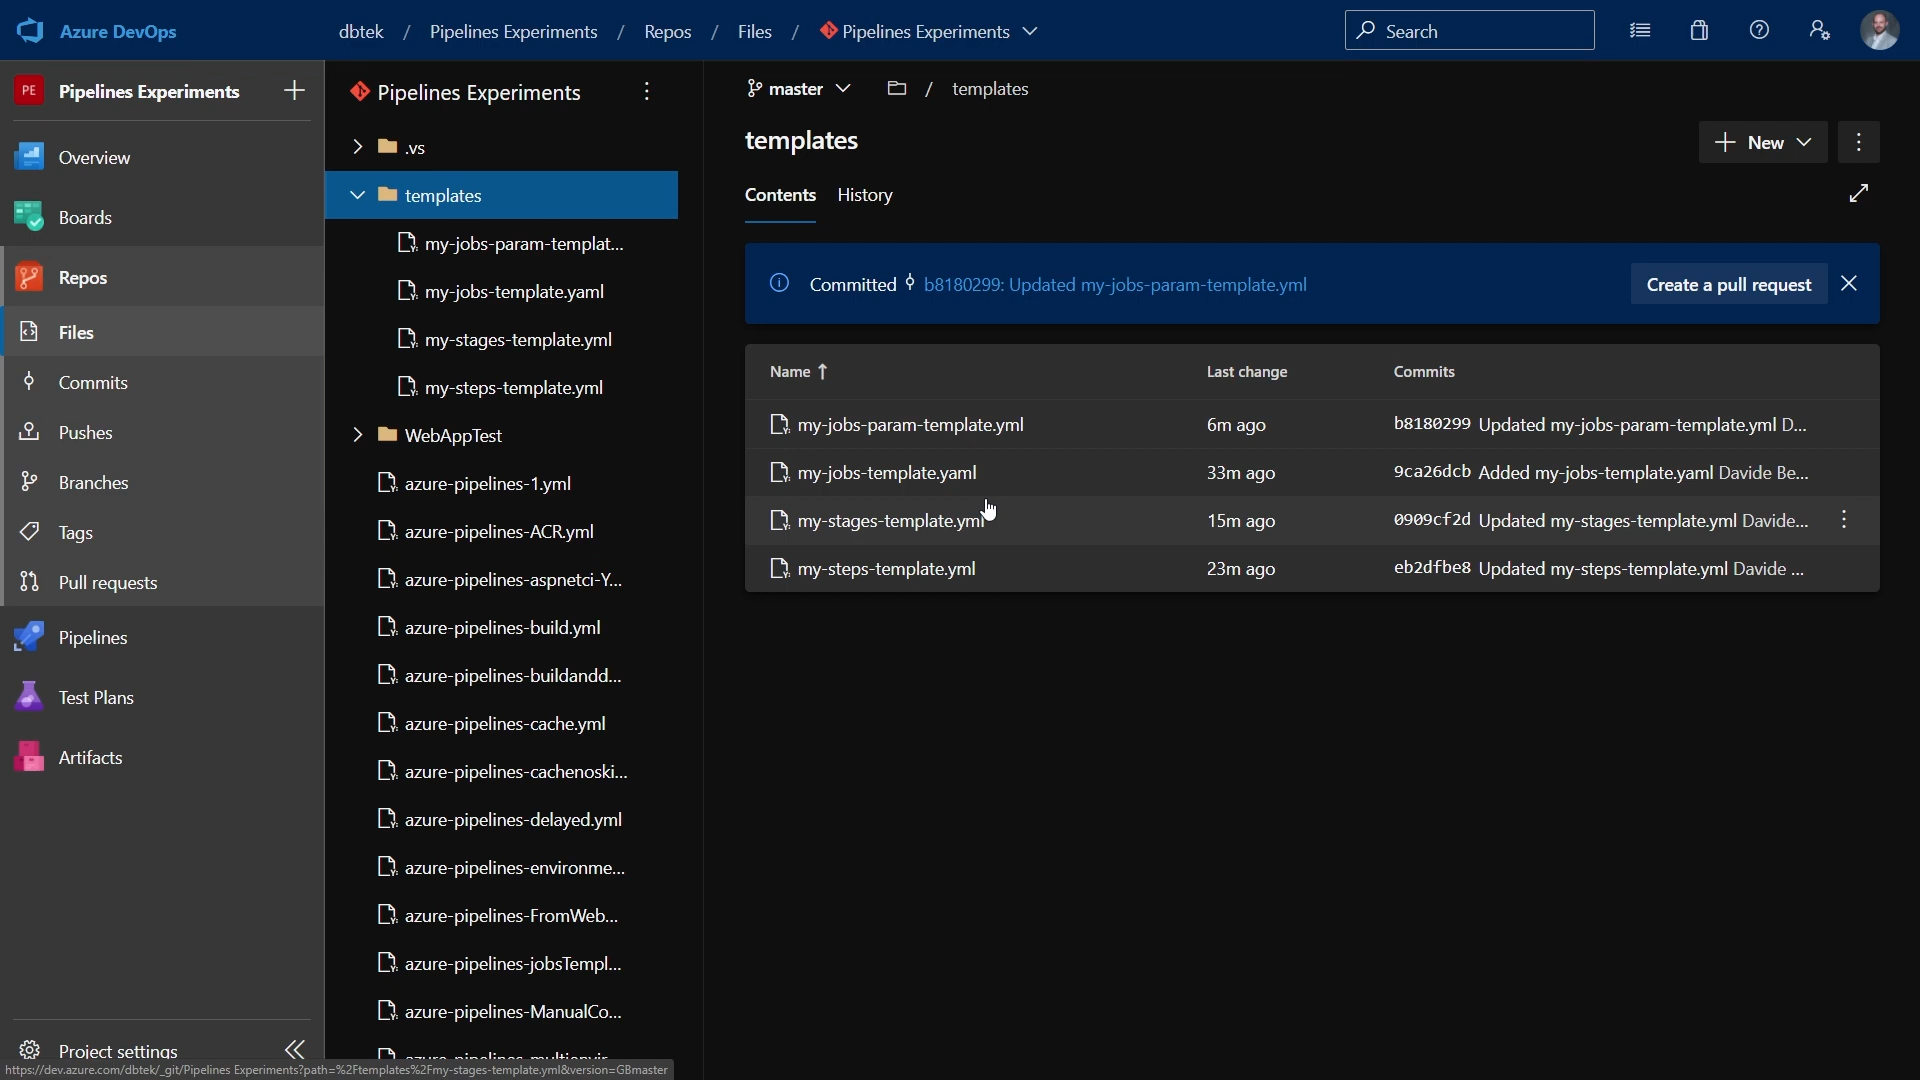 Azure DevOps
dbtek / Pipelines Experiments / Repos / Files / Pipelines Experiments
Search
PE Pipelines Experiments
Overview
Boards
Repos
Files
Commits
Pushes
Branches
Tags
Pull requests
Pipelines
Test Plans
Artifacts
Project settings
Pipelines Experiments
.vs
templates
my-jobs-param-templat...
my-jobs-template.yaml
my-stages-template.yml
my-steps-template.yml
WebAppTest
azure-pipelines-1.yml
azure-pipelines-ACR.yml
azure-pipelines-aspnetci-Y...
azure-pipelines-build.yml
azure-pipelines-buildandd...
azure-pipelines-cache.yml
azure-pipelines-cachenoski...
azure-pipelines-delayed.yml
azure-pipelines-environme...
azure-pipelines-FromWeb...
azure-pipelines-jobsTempl...
azure-pipelines-ManualCo...
master / templates
templates
New
Contents History
Committed b8180299: Updated my-jobs-param-template.yml
Create a pull request
Name Last change Commits
my-jobs-param-template.yml 6m ago b8180299 Updated my-jobs-param-template.yml D...
my-jobs-template.yaml 33m ago 9ca26dcb Added my-jobs-template.yaml Davide Be...
my-stages-template.yml 15m ago 0909cf2d Updated my-stages-template.yml Davide...
my-steps-template.yml 23m ago eb2dfbe8 Updated my-steps-template.yml Davide ...
https://dev.azure.com/dbtek/_git/Pipelines Experiments?path=%2Ftemplates%2Fmy-stages-template.yml&version=GBmaster